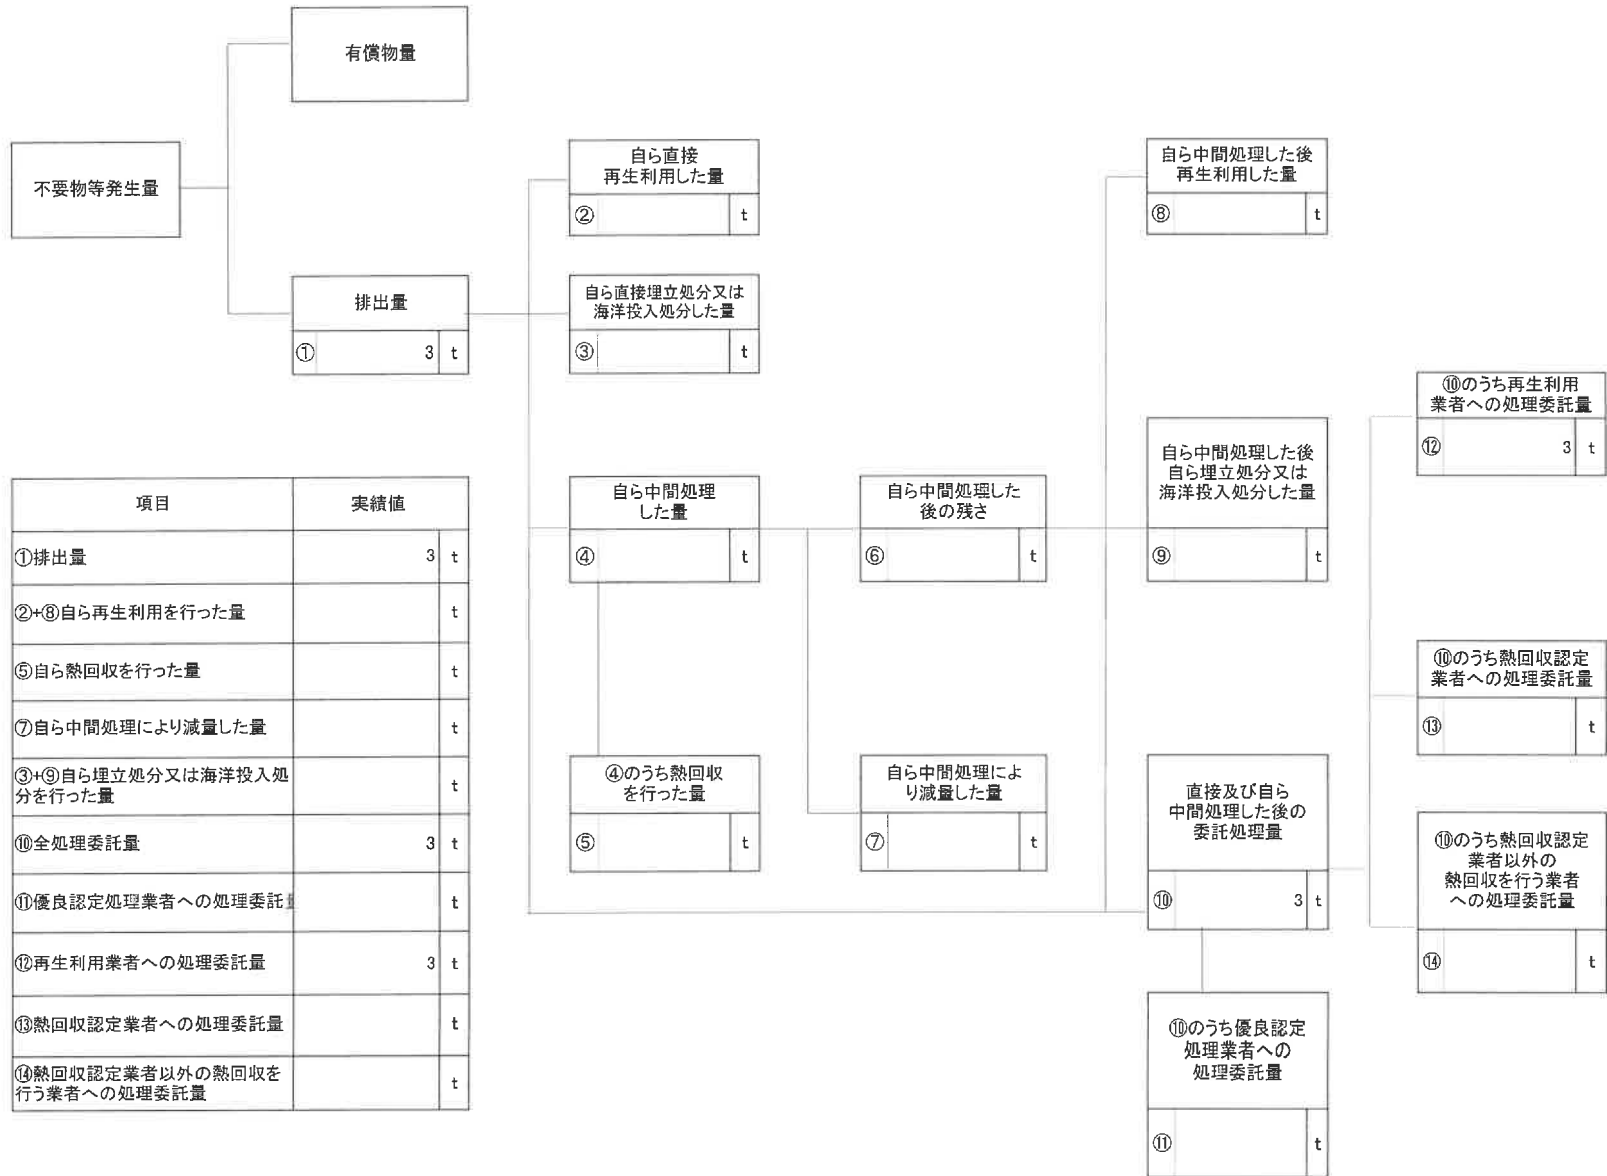 有償物量
不要物等発生量
排出量
① 3 t
自ら直接
再生利用した量
② t
自ら直接埋立処分又は
海洋投入処分した量
③ t
自ら中間処理
した量
④ t
④のうち熱回収
を行った量
⑤ t
自ら中間処理した
後の残さ
⑥ t
自ら中間処理によ
り減量した量
⑦ t
自ら中間処理した後
再生利用した量
⑧ t
自ら中間処理した後
自ら埋立処分又は
海洋投入処分した量
⑨ t
直接及び自ら
中間処理した後の
委託処理量
⑩ 3 t
⑩のうち優良認定
処理業者への
処理委託量
⑪ t
⑩のうち再生利用
業者への処理委託量
⑫ 3 t
⑩のうち熱回収認定
業者への処理委託量
⑬ t
⑩のうち熱回収認定
業者以外の
熱回収を行う業者
への処理委託量
⑭ t
項目 実績値
①排出量 3 t
②+⑧自ら再生利用を行った量 t
⑤自ら熱回収を行った量 t
⑦自ら中間処理により減量した量 t
③+⑨自ら埋立処分又は海洋投入処
分を行った量 t
⑩全処理委託量 3 t
⑪優良認定処理業者への処理委託 t
⑫再生利用業者への処理委託量 3 t
⑬熱回収認定業者への処理委託量 t
⑭熱回収認定業者以外の熱回収を
行う業者への処理委託量 t